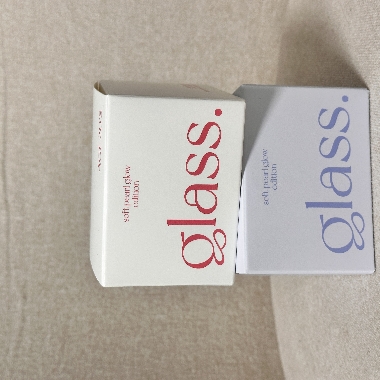 soft pearl glow
edition
glass.
soft pearl glow
edition
glass.